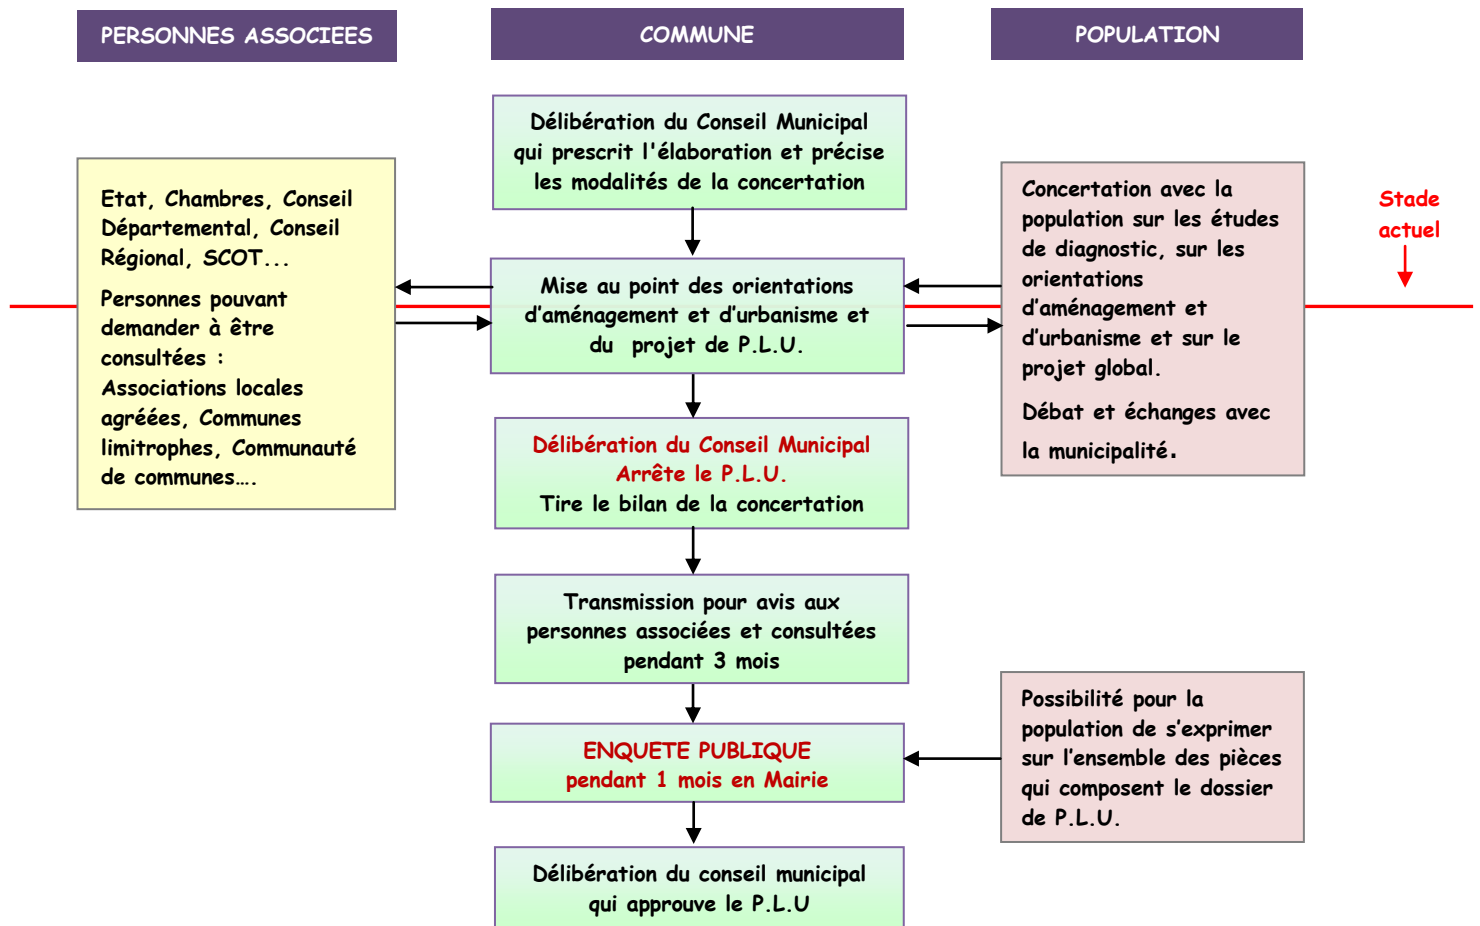 PERSONNES ASSOCIEES
COMMUNE
POPULATION
Délibération du Conseil Municipal
qui prescrit l'élaboration et précise
les modalités de la concertation
Etat, Chambres, Conseil
Départemental, Conseil
Régional, SCOT...
Personnes pouvant
demander à être
consultées :
Associations locales
agréées, Communes
limitrophes, Communauté
de communes….
Mise au point des orientations
d’aménagement et d’urbanisme et
du projet de P.L.U.
Concertation avec la
population sur les études
de diagnostic, sur les
orientations
d’aménagement et
d’urbanisme et sur le
projet global.
Débat et échanges avec
la municipalité.
Stade
actuel
Délibération du Conseil Municipal
Arrête le P.L.U.
Tire le bilan de la concertation
Transmission pour avis aux
personnes associées et consultées
pendant 3 mois
ENQUETE PUBLIQUE
pendant 1 mois en Mairie
Possibilité pour la
population de s’exprimer
sur l’ensemble des pièces
qui composent le dossier
de P.L.U.
Délibération du conseil municipal
qui approuve le P.L.U